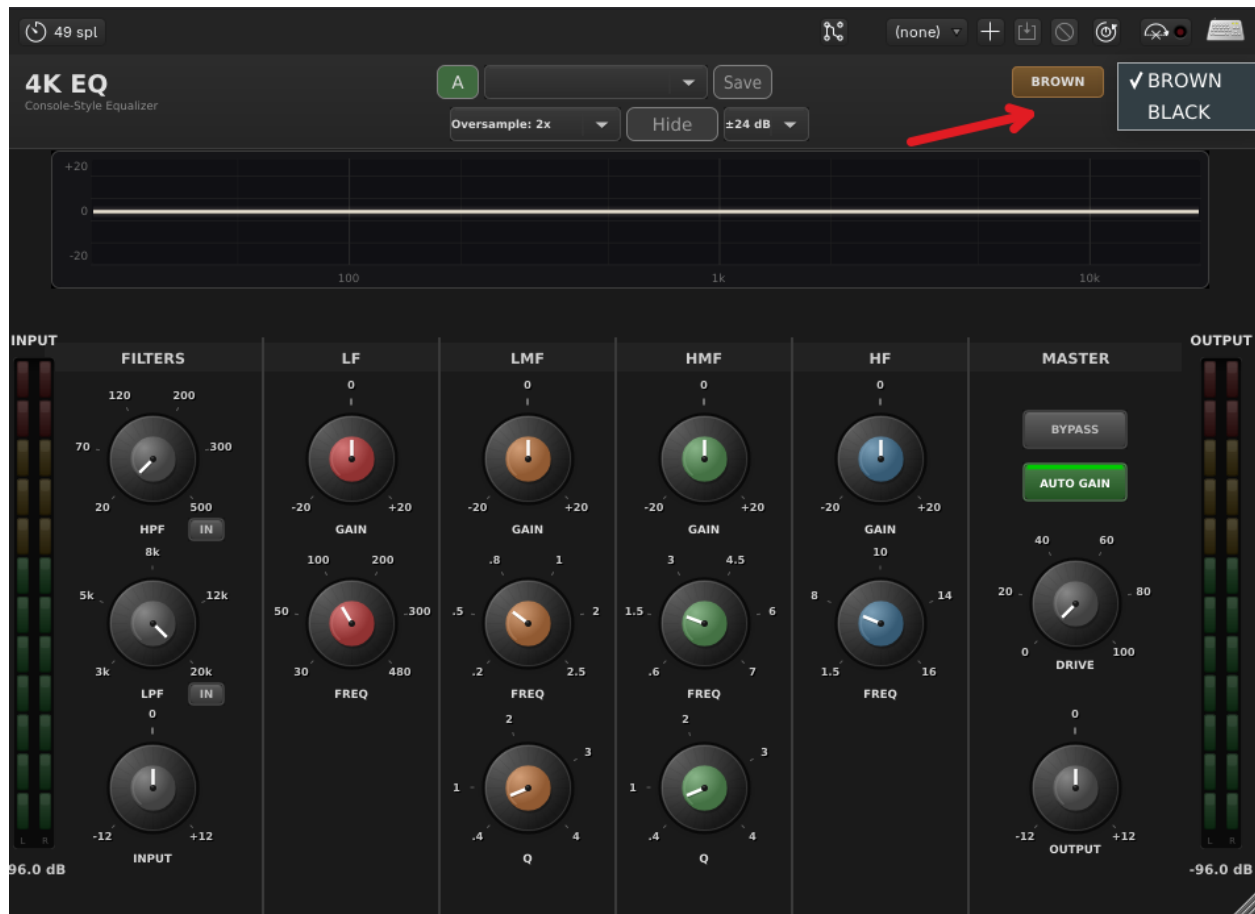 49 spl
(none)
4K EQ
Console-Style Equalizer
A
Save
Oversample: 2x
Hide
±24 dB
BROWN
✓ BROWN
BLACK
+20
0
-20
100
1k
10k
INPUT
OUTPUT
FILTERS
LF
LMF
HMF
HF
MASTER
120 200
70 300
20 500
HPF
IN
8k
5k 12k
3k 20k
LPF
IN
0
-12 +12
INPUT
0
-20 +20
GAIN
100 200
50 300
30 480
FREQ
0
-20 +20
GAIN
.8 1
.5 2
.2 2.5
FREQ
2
3
1
.4 4
Q
0
-20 +20
GAIN
3 4.5
1.5 6
.6 7
FREQ
2
3
1
.4 4
Q
0
-20 +20
GAIN
10
8 14
1.5 16
FREQ
BYPASS
AUTO GAIN
40 60
20 80
0 100
DRIVE
0
-12 +12
OUTPUT
L R
96.0 dB
L R
-96.0 dB